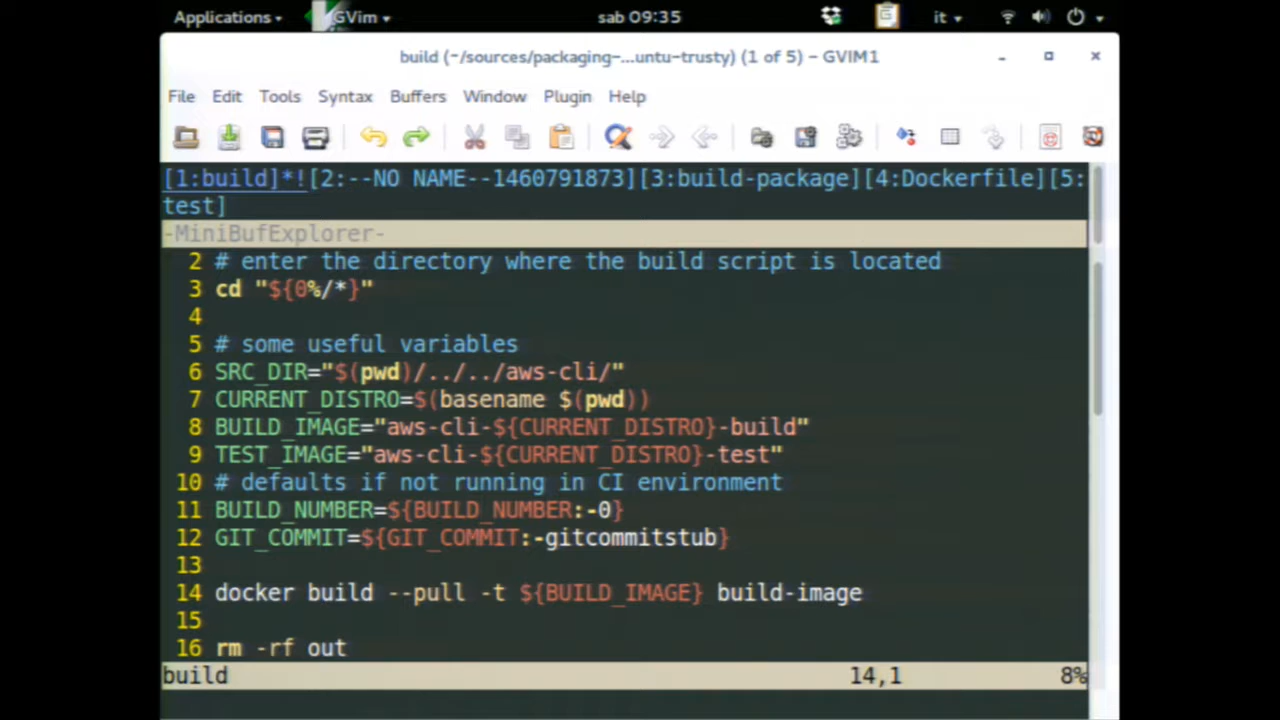 Applications GVim sab 09:35 it
build (~/sources/packaging-...untu-trusty) (1 of 5) - GVIM1
File Edit Tools Syntax Buffers Window Plugin Help
[1:build]*![2:--NO NAME--1460791873][3:build-package][4:Dockerfile][5:
test]
-MiniBufExplorer-
2 # enter the directory where the build script is located
3 cd "${0%/*}"
4
5 # some useful variables
6 SRC_DIR="$(pwd)/../../aws-cli/"
7 CURRENT_DISTRO=$(basename $(pwd))
8 BUILD_IMAGE="aws-cli-${CURRENT_DISTRO}-build"
9 TEST_IMAGE="aws-cli-${CURRENT_DISTRO}-test"
10 # defaults if not running in CI environment
11 BUILD_NUMBER=${BUILD_NUMBER:-0}
12 GIT_COMMIT=${GIT_COMMIT:-gitcommitstub}
13
14 docker build --pull -t ${BUILD_IMAGE} build-image
15
16 rm -rf out
build 14,1 8%